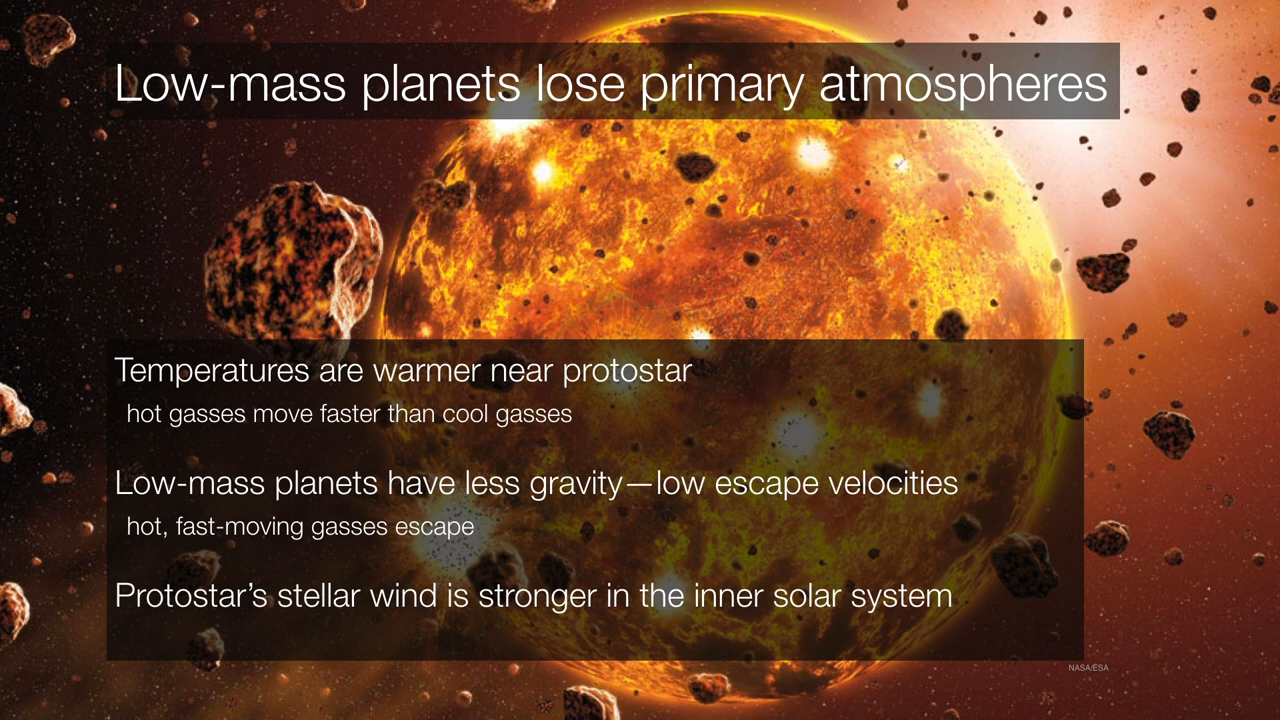 Low-mass planets lose primary atmospheres
Temperatures are warmer near protostar
hot gasses move faster than cool gasses
Low-mass planets have less gravity—low escape velocities
hot, fast-moving gasses escape
Protostar’s stellar wind is stronger in the inner solar system
NASA/ESA